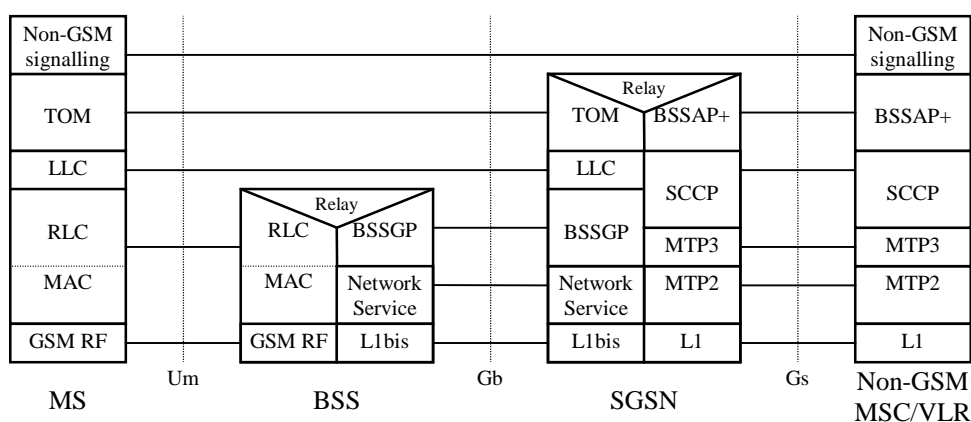 Non-GSM
signalling
TOM
LLC
RLC
MAC
GSM RF
MS
Um
Relay
RLC
BSSGP
MAC
Network
Service
GSM RF
L1bis
BSS
Gb
Relay
TOM
BSSAP+
LLC
SCCP
BSSGP
MTP3
Network
Service
MTP2
L1bis
L1
SGSN
Gs
Non-GSM
signalling
BSSAP+
SCCP
MTP3
MTP2
L1
Non-GSM
MSC/VLR